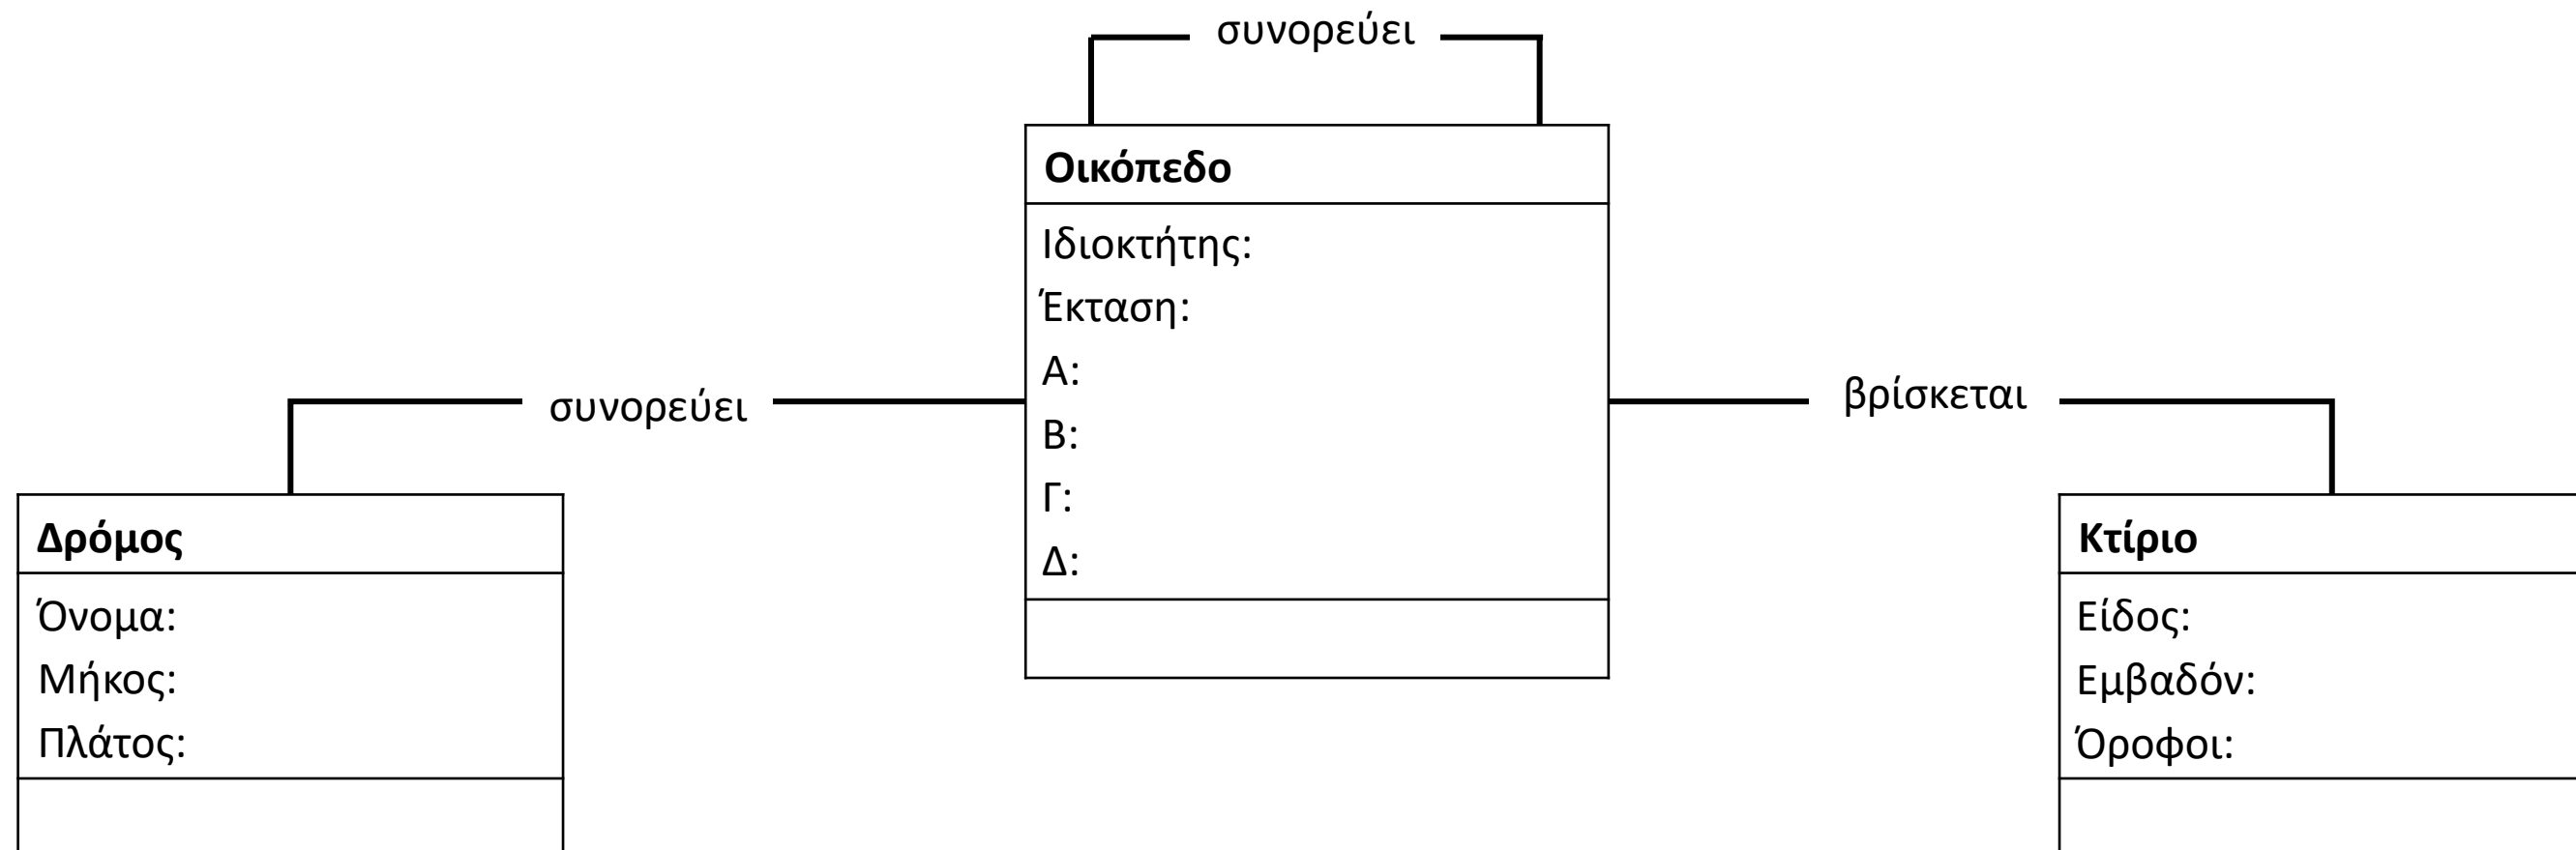 συνορεύει
Οικόπεδο
Ιδιοκτήτης:
Έκταση:
Α:
Β:
Γ:
Δ:
συνορεύει
βρίσκεται
Δρόμος
Όνομα:
Μήκος:
Πλάτος:
Κτίριο
Είδος:
Εμβαδόν:
Όροφοι: